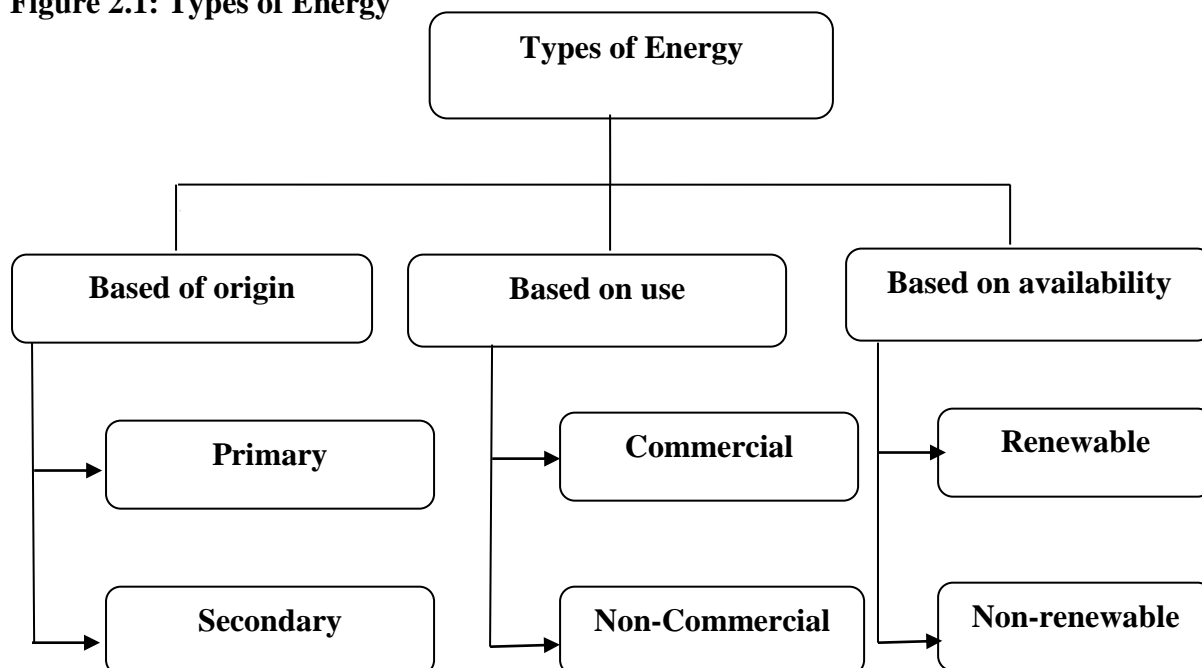 Figure 2.1: Types of Energy
Types of Energy
Based of origin
Based on use
Based on availability
Primary
Commercial
Renewable
Secondary
Non-Commercial
Non-renewable